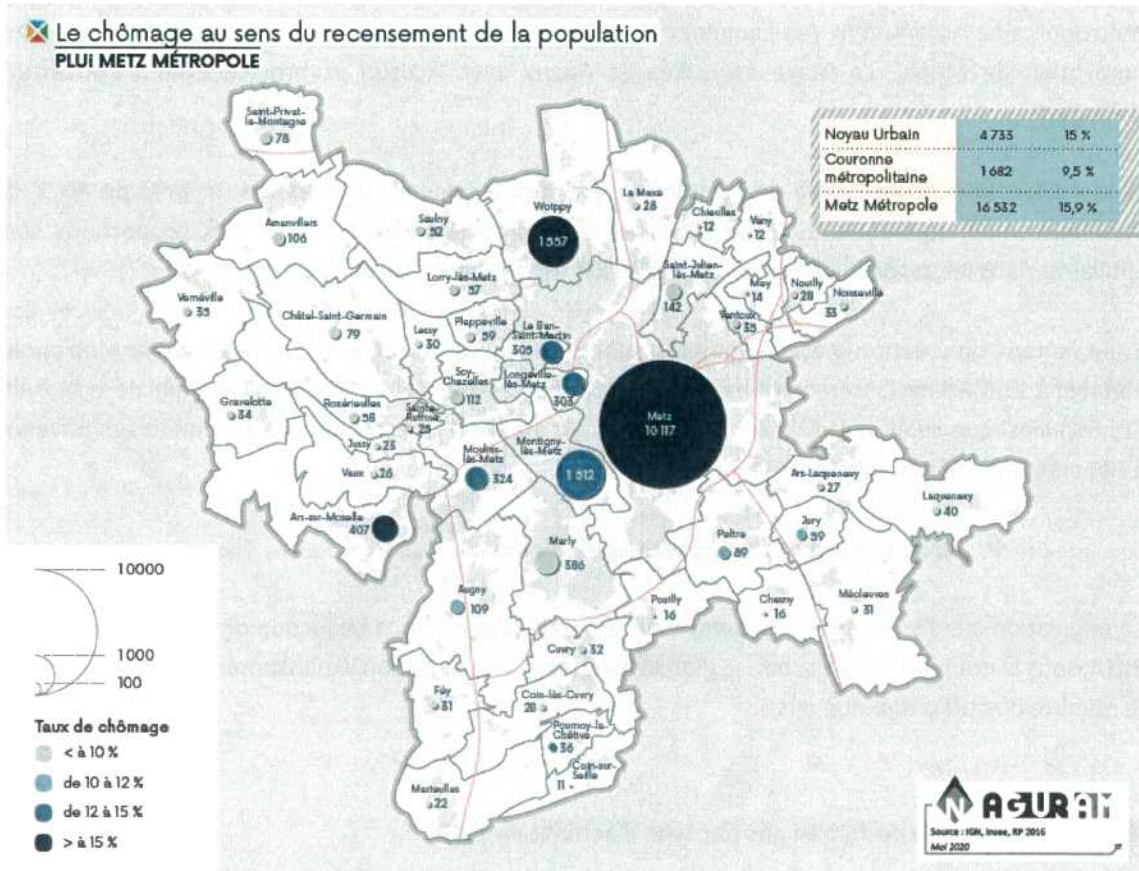 Le chômage au sens du recensement de la population
PLUi METZ MÉTROPOLE
Noyau Urbain 4 733 15 %
Couronne
métropolitaine 1 682 9,5 %
Metz Métropole 16 532 15,9 %
Saint-Privat-
la-Montagne
78
Amanvillers
106
Saulny
52
Woippy
1 557
La Maxe
28
Chieulles
12
Vany
12
Saint-Julien-
lès-Metz
142
Mey
14
Nouilly
28
Noisseville
33
Vantoux
35
Lorry-lès-Metz
57
Vernéville
35
Châtel-Saint-Germain
79
Lessy
30
Plappeville
59
Le Ban-
Saint-Martin
305
Scy-
Chazelles
112
Longeville-
lès-Metz
303
Metz
10 117
Gravelotte
34
Rozérieulles
58
Sainte-
Ruffine
25
Jussy
23
Vaux
26
Moulins-
lès-Metz
324
Montigny-
lès-Metz
1 512
Ars-sur-Moselle
407
Ars-Laquenexy
27
Laquenexy
40
Jury
59
Peltre
89
Marly
386
Augny
109
Pouilly
16
Chesny
16
Mécleuves
31
Cuvry
32
Féy
31
Coin-lès-Cuvry
28
Pournoy-la-
Chétive
36
Coin-sur-
Seille
11
Marieulles
22
10000
1000
100
Taux de chômage
< à 10 %
de 10 à 12 %
de 12 à 15 %
> à 15 %
AGURAM
Source : IGN, Insee, RP 2016
Mai 2020